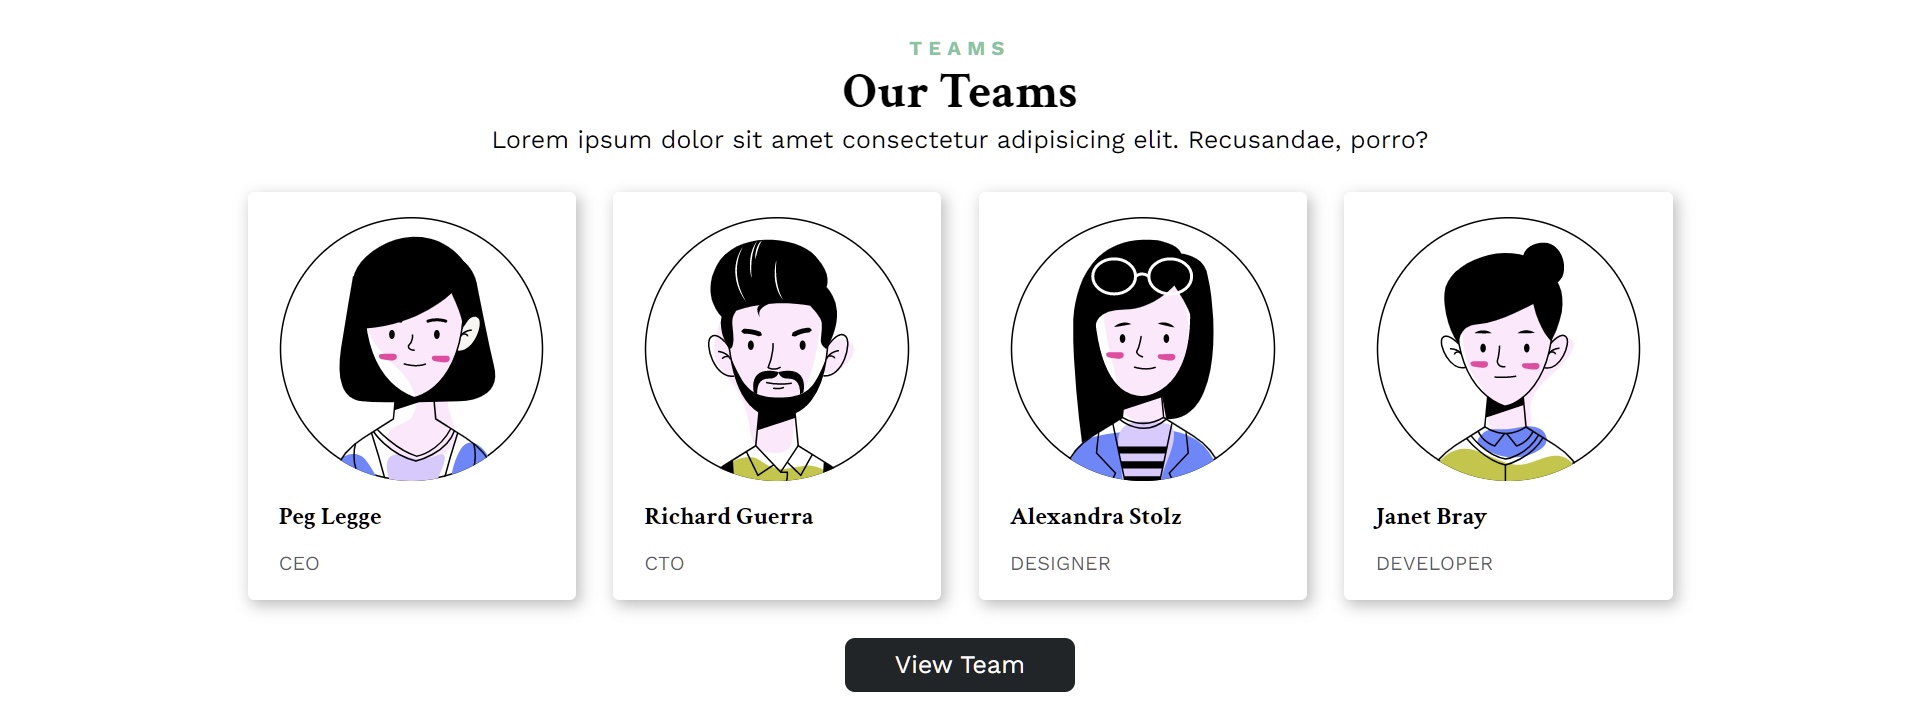 TEAMS
Our Teams
Lorem ipsum dolor sit amet consectetur adipisicing elit. Recusandae, porro?
Peg Legge
CEO
Richard Guerra
CTO
Alexandra Stolz
DESIGNER
Janet Bray
DEVELOPER
View Team